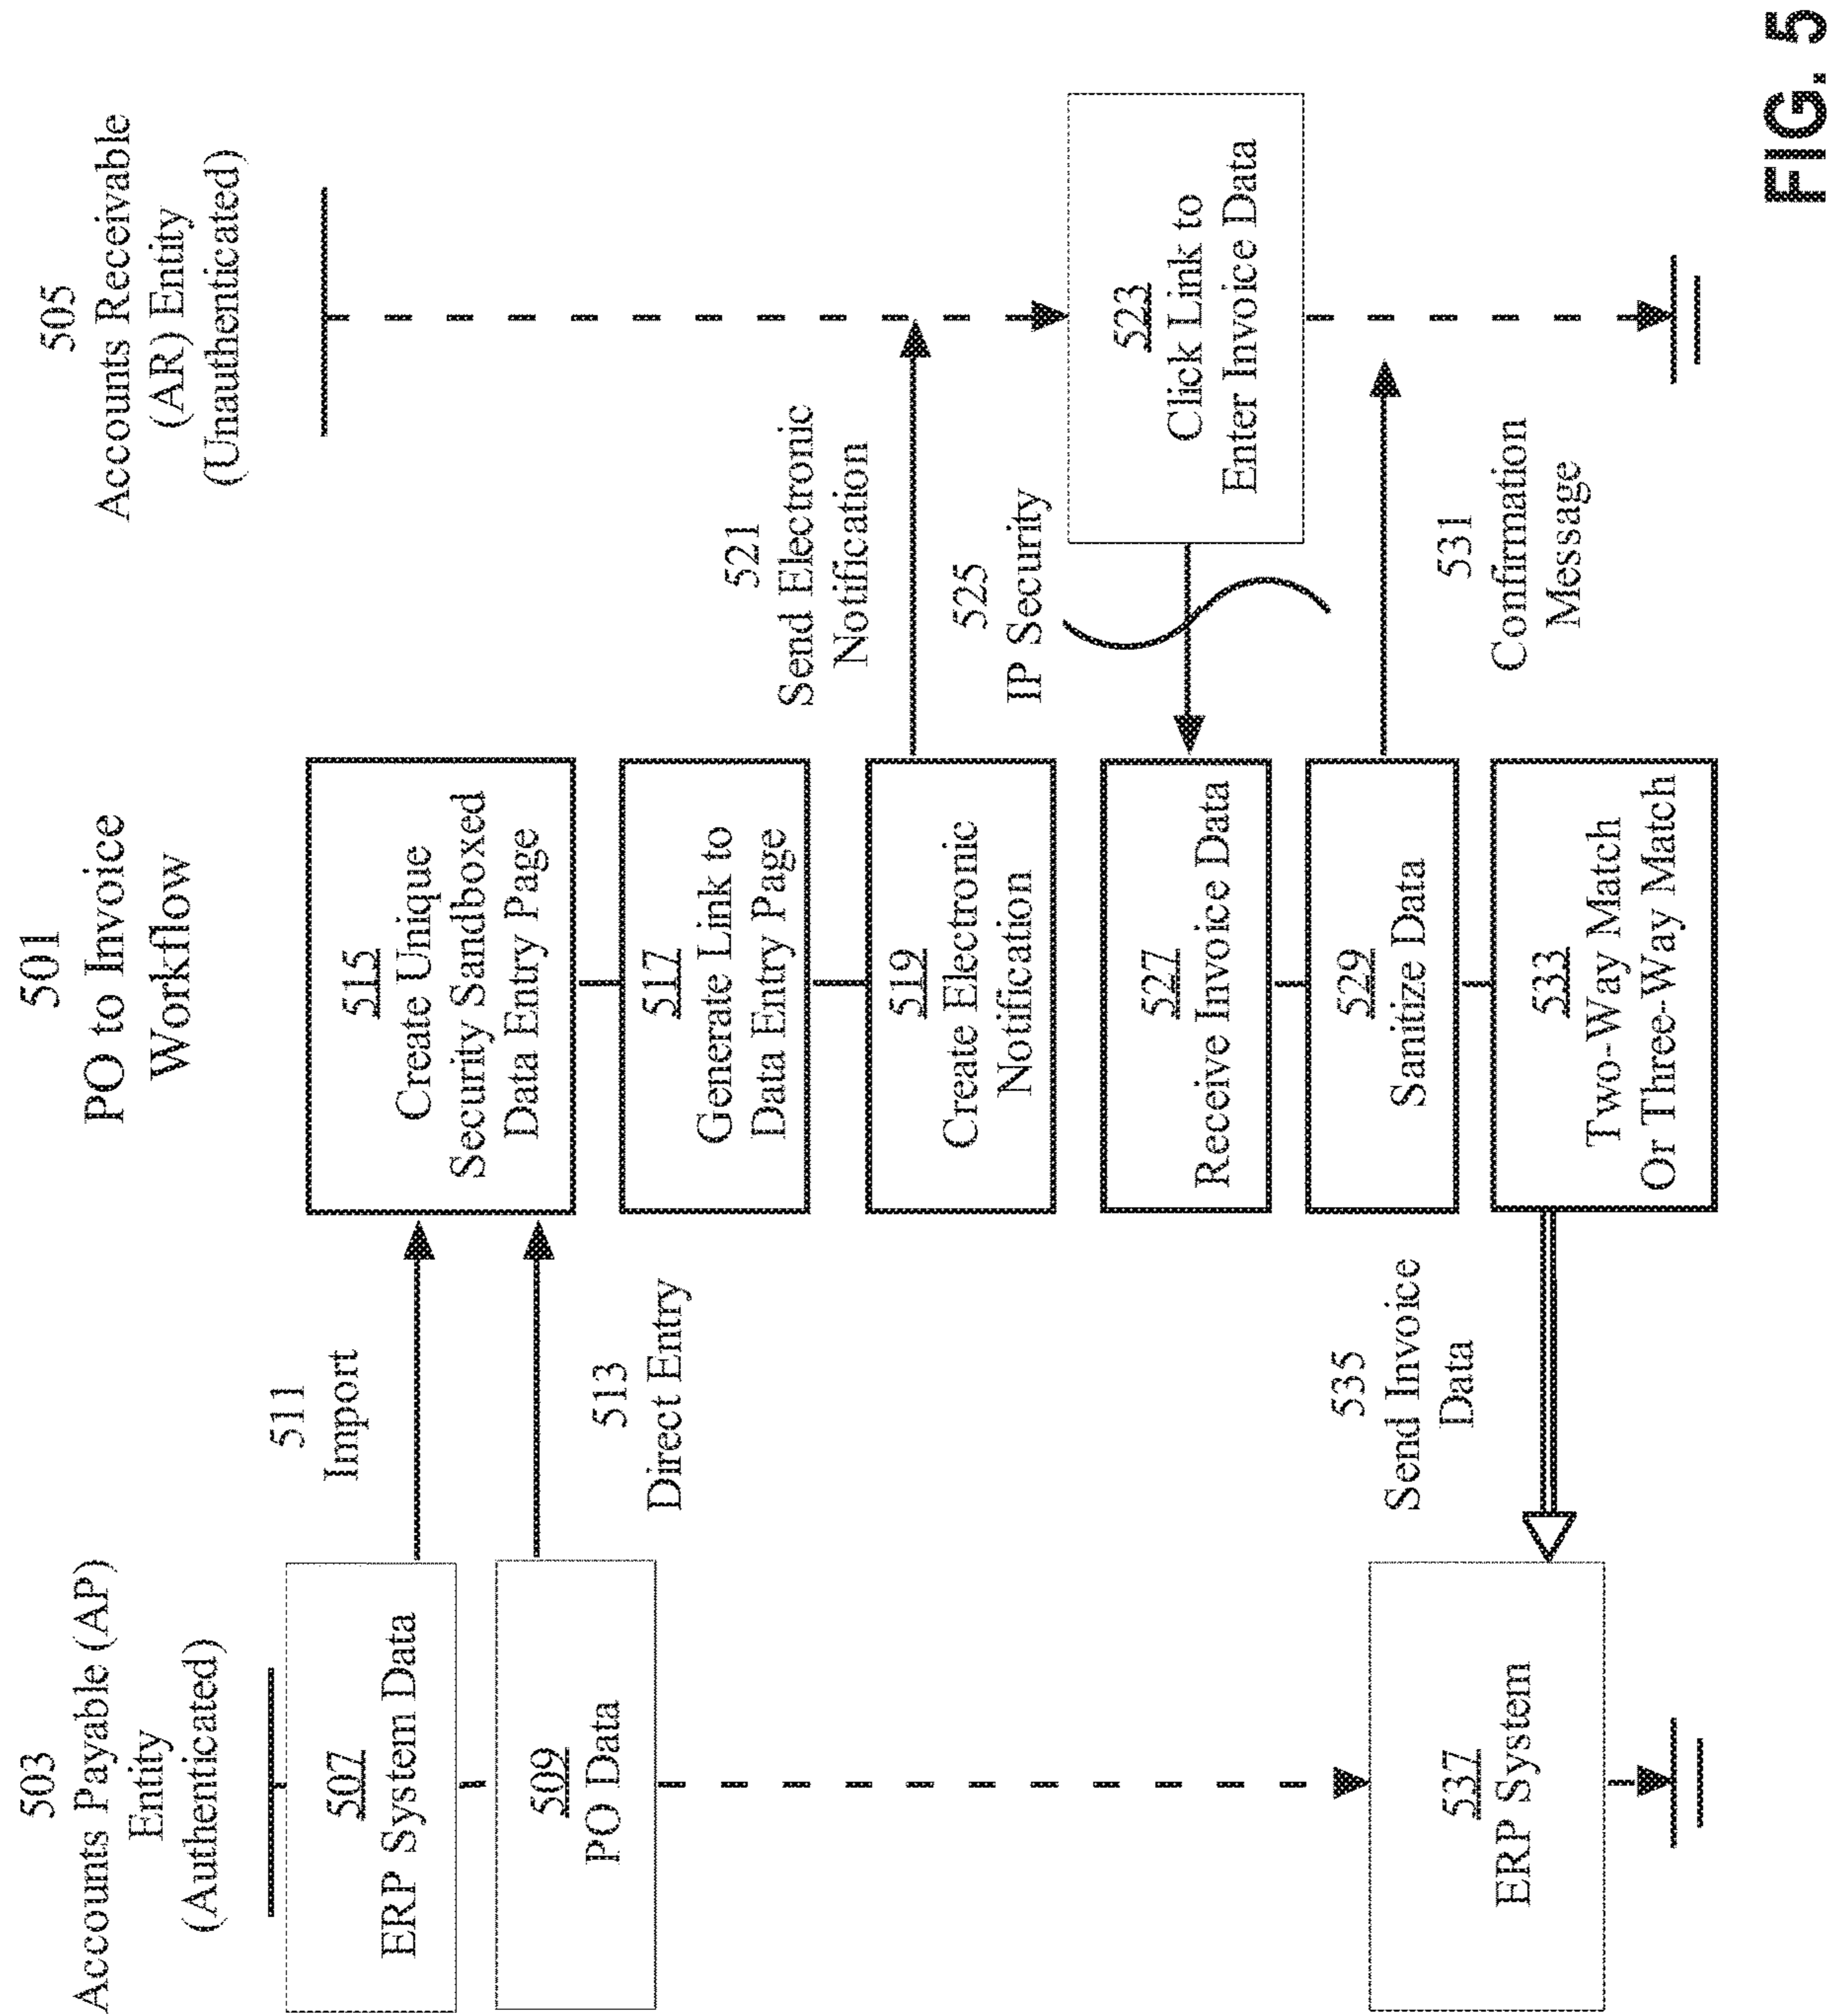 501
PO to Invoice
Workflow
503
Accounts Payable (AP)
Entity
(Authenticated)
505
Accounts Receivable
(AR) Entity
(Unauthenticated)
507
ERP System Data
509
PO Data
511
Import
513
Direct Entry
515
Create Unique
Security Sandboxed
Data Entry Page
517
Generate Link to
Data Entry Page
519
Create Electronic
Notification
521
Send Electronic
Notification
523
Click Link to
Enter Invoice Data
525
IP Security
527
Receive Invoice Data
529
Sanitize Data
531
Confirmation
Message
533
Two-Way Match
Or Three-Way Match
535
Send Invoice
Data
537
ERP System
FIG. 5